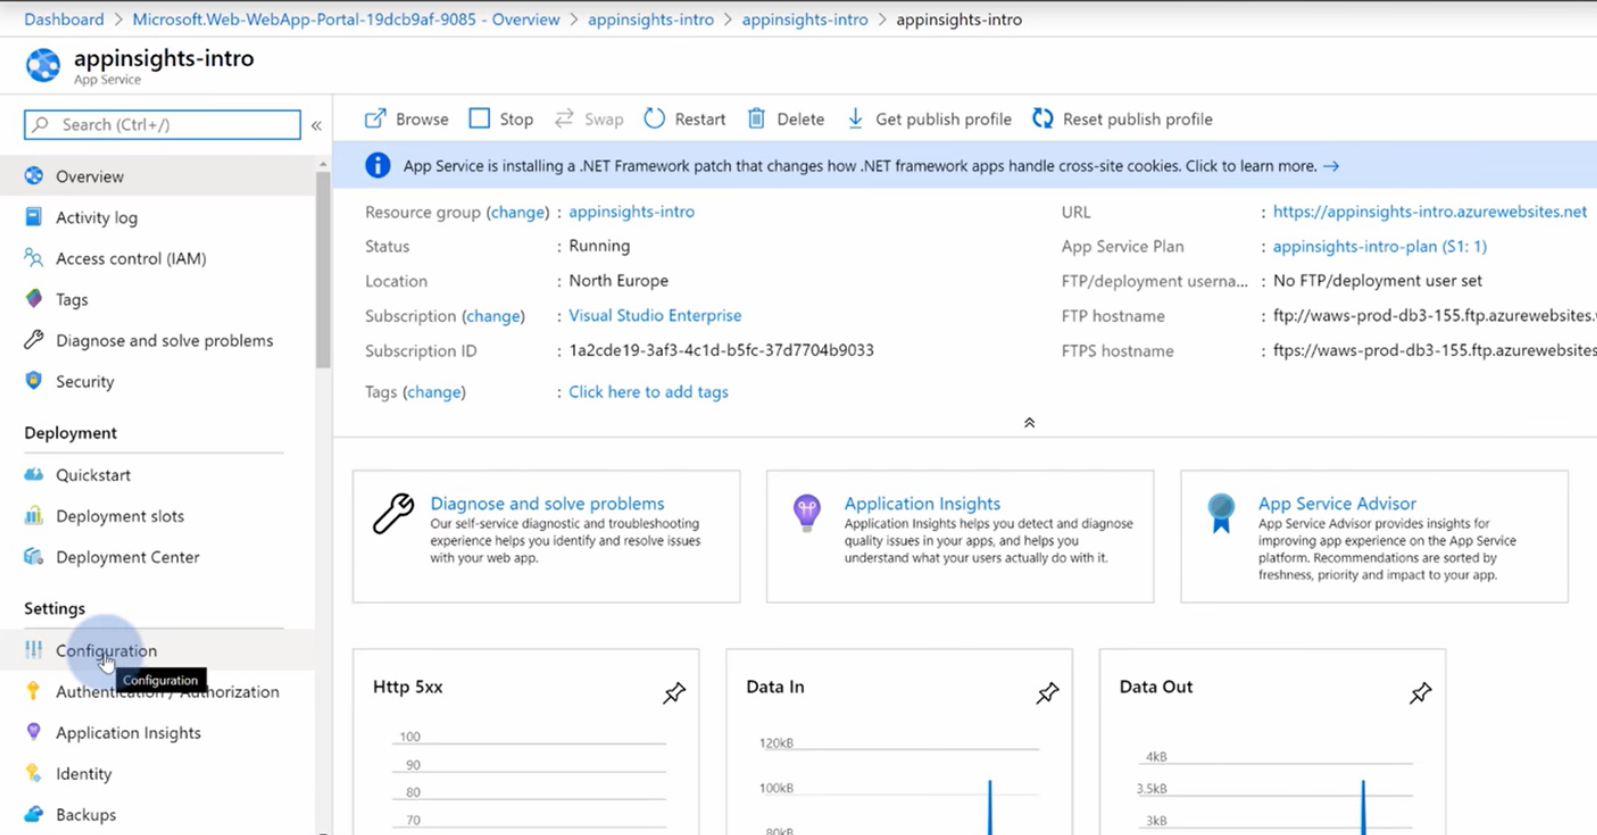 Dashboard > Microsoft.Web-WebApp-Portal-19dcb9af-9085 - Overview > appinsights-intro > appinsights-intro > appinsights-intro
appinsights-intro
App Service
Search (Ctrl+/)
«
Browse Stop Swap Restart Delete Get publish profile Reset publish profile
App Service is installing a .NET Framework patch that changes how .NET framework apps handle cross-site cookies. Click to learn more. →
Overview
Activity log
Access control (IAM)
Tags
Diagnose and solve problems
Security
Deployment
Quickstart
Deployment slots
Deployment Center
Settings
Configuration
Configuration
Authentication / Authorization
Application Insights
Identity
Backups
Resource group (change) : appinsights-intro
Status : Running
Location : North Europe
Subscription (change) : Visual Studio Enterprise
Subscription ID : 1a2cde19-3af3-4c1d-b5fc-37d7704b9033
Tags (change) : Click here to add tags
URL : https://appinsights-intro.azurewebsites.net
App Service Plan : appinsights-intro-plan (S1: 1)
FTP/deployment userna... : No FTP/deployment user set
FTP hostname : ftp://waws-prod-db3-155.ftp.azurewebsites.
FTPS hostname : ftps://waws-prod-db3-155.ftp.azurewebsites
Diagnose and solve problems
Our self-service diagnostic and troubleshooting
experience helps you identify and resolve issues
with your web app.
Application Insights
Application Insights helps you detect and diagnose
quality issues in your apps, and helps you
understand what your users actually do with it.
App Service Advisor
App Service Advisor provides insights for
improving app experience on the App Service
platform. Recommendations are sorted by
freshness, priority and impact to your app.
Http 5xx
100
90
80
70
Data In
120kB
100kB
80kB
Data Out
4kB
3.5kB
3kB